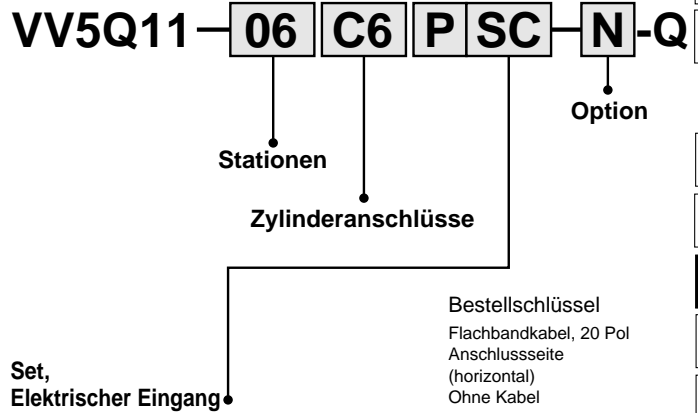 VV5Q11 — 06 C6 P SC — N -Q
Option
Stationen
Zylinderanschlüsse
Bestellschlüssel
Flachbandkabel, 20 Pol
Anschlussseite
(horizontal)
Ohne Kabel
Set,
Elektrischer Eingang